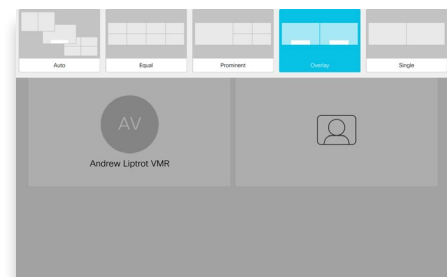 Auto
Equal
Prominent
Overlay
Single
AV
Andrew Liptrot VMR